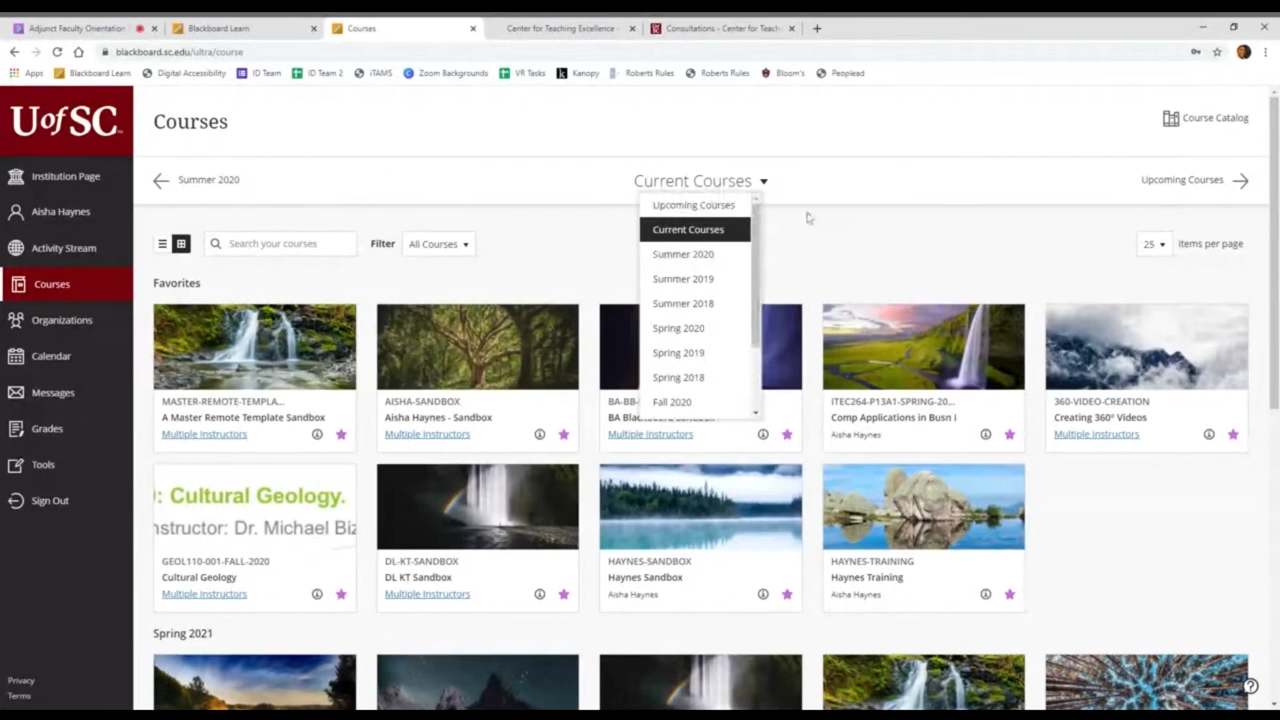 Adjunct Faculty Orientation
Blackboard Learn
Courses
Center for Teaching Excellence -
Consultations - Center for Teach
blackboard.sc.edu/ultra/course
Apps
Blackboard Learn
Digital Accessibility
ID Team
ID Team 2
iTAMS
Zoom Backgrounds
VR Tasks
Kanopy
Roberts Rules
Roberts Rules
Bloom's
Peoplead
UofSC
Courses
Course Catalog
Institution Page
Aisha Haynes
Activity Stream
Courses
Organizations
Calendar
Messages
Grades
Tools
Sign Out
Privacy
Terms
Summer 2020
Current Courses
Upcoming Courses
Upcoming Courses
Current Courses
Summer 2020
Summer 2019
Summer 2018
Spring 2020
Spring 2019
Spring 2018
Fall 2020
Search your courses
Filter
All Courses
25
items per page
Favorites
MASTER-REMOTE-TEMPLA...
A Master Remote Template Sandbox
Multiple Instructors
AISHA-SANDBOX
Aisha Haynes - Sandbox
Multiple Instructors
BA-BB-
Multiple Instructors
ITEC264-P13A1-SPRING-20...
Comp Applications in Busn I
Aisha Haynes
360-VIDEO-CREATION
Creating 360° Videos
Multiple Instructors
): Cultural Geology.
nstructor: Dr. Michael Biz
GEOL110-001-FALL-2020
Cultural Geology
Multiple Instructors
DL-KT-SANDBOX
DL KT Sandbox
Multiple Instructors
HAYNES-SANDBOX
Haynes Sandbox
Aisha Haynes
HAYNES-TRAINING
Haynes Training
Aisha Haynes
Spring 2021